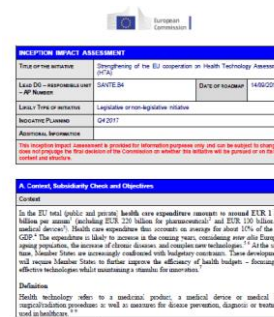 European
Commission
INCEPTION IMPACT ASSESSMENT
TITLE OF THE INITIATIVE Strengthening of the EU cooperation on Health Technology Assess
(HTA)
LEAD DG – RESPONSIBLE UNIT SANTE.B4 DATE OF ROADMAP 14/09/20
– AP NUMBER
LIKELY TYPE OF INITIATIVE Legislative or non-legislative initiative
INDICATIVE PLANNING Q4 2017
ADDITIONAL INFORMATION
This Inception Impact Assessment is provided for information purposes only and can be subject to chang
does not prejudge the final decision of the Commission on whether this initiative will be pursued or on its
content and structure.
A. Context, Subsidiarity Check and Objectives
Context
In the EU total (public and private) health care expenditure amounts to around EUR 1
billion per annum (including EUR 220 billion for pharmaceuticals and EUR 100 billion
medical devices). Health care expenditure thus accounts on average for about 10% of the
GDP. The expenditure is likely to increase in the coming years, considering inter alia Europ
ageing population, the increase of chronic diseases and complex new technologies. At the s
time, Member States are increasingly confronted with budgetary constraints. These developm
will require Member States to further improve the efficiency of health budgets – focusing
effective technologies whilst maintaining a stimulus for innovation.
Definition
Health technology refers to a medicinal product, a medical device or medical
surgical/validation procedures as well as measures for disease prevention, diagnosis or treatm
used in healthcare.